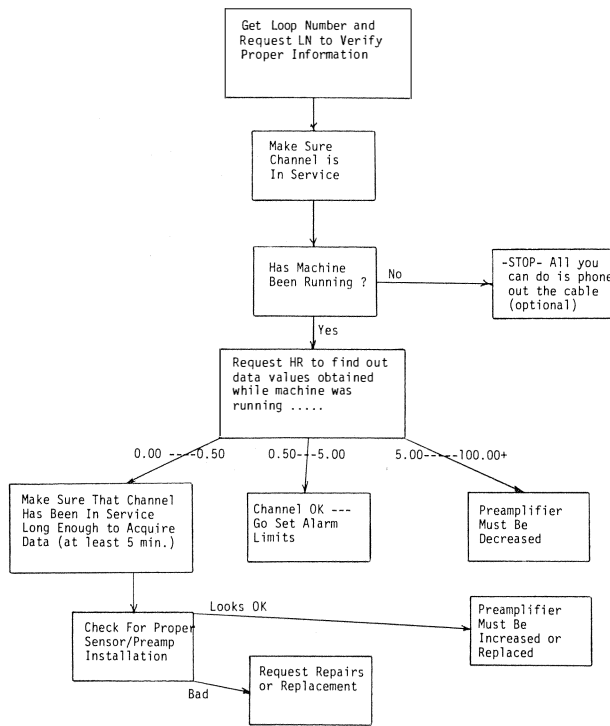 Get Loop Number and
Request LN to Verify
Proper Information
Make Sure
Channel is
In Service
Has Machine
Been Running ?
No
-STOP- All you
can do is phone
out the cable
(optional)
Yes
Request HR to find out
data values obtained
while machine was
running .....
0.00 -----0.50
0.50---5.00
5.00------100.00+
Make Sure That Channel
Has Been In Service
Long Enough to Acquire
Data (at least 5 min.)
Channel OK ---
Go Set Alarm
Limits
Preamplifier
Must Be
Decreased
Check For Proper
Sensor/Preamp
Installation
Looks OK
Preamplifier
Must Be
Increased or
Replaced
Bad
Request Repairs
or Replacement